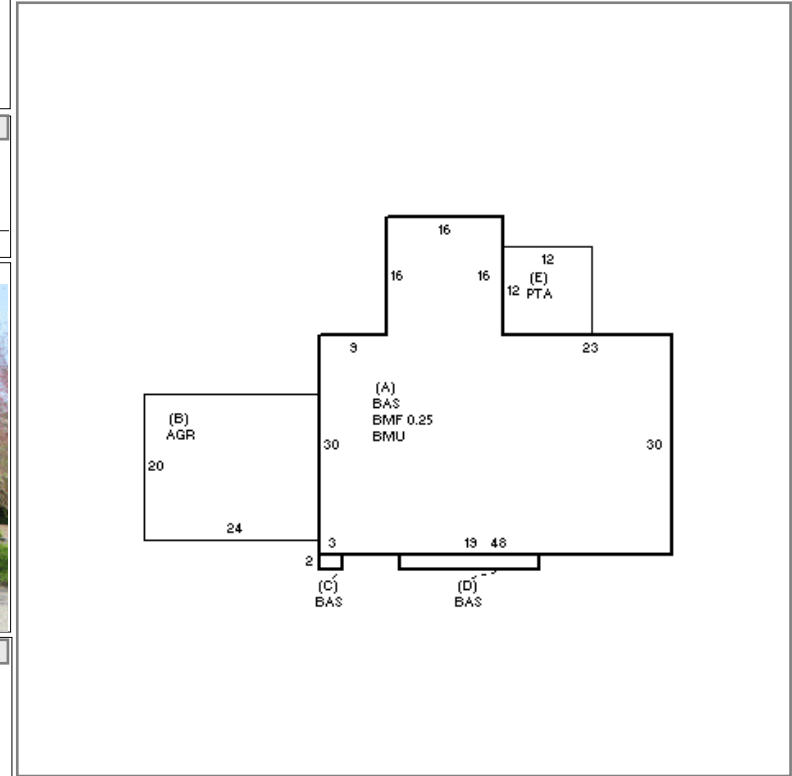 16
16 16
12
(E)
12 PTA
9 23
(A)
BAS
BMF 0.25
BMU
(B)
AGR
30 30
20
24
3 19 48
2
(C) (D)
BAS BAS